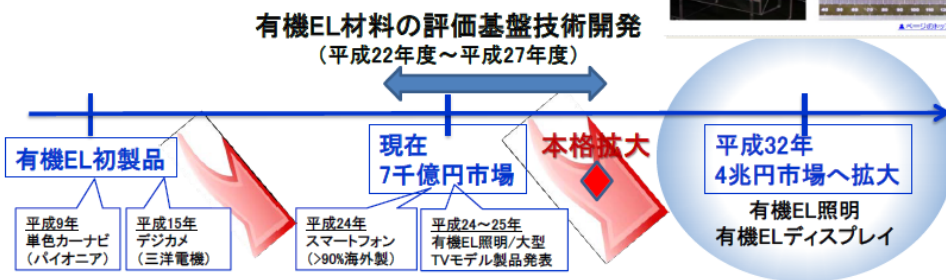 有機EL材料の評価基盤技術開発
(平成22年度～平成27年度)
有機EL初製品
現在
7千億円市場
本格拡大
平成32年
4兆円市場へ拡大
平成9年
単色カーナビ
(パイオニア)
平成15年
デジカメ
(三洋電機)
平成24年
スマートフォン
(>90%海外製)
平成24～25年
有機EL照明/大型
TVモデル製品発表
有機EL照明
有機ELディスプレイ